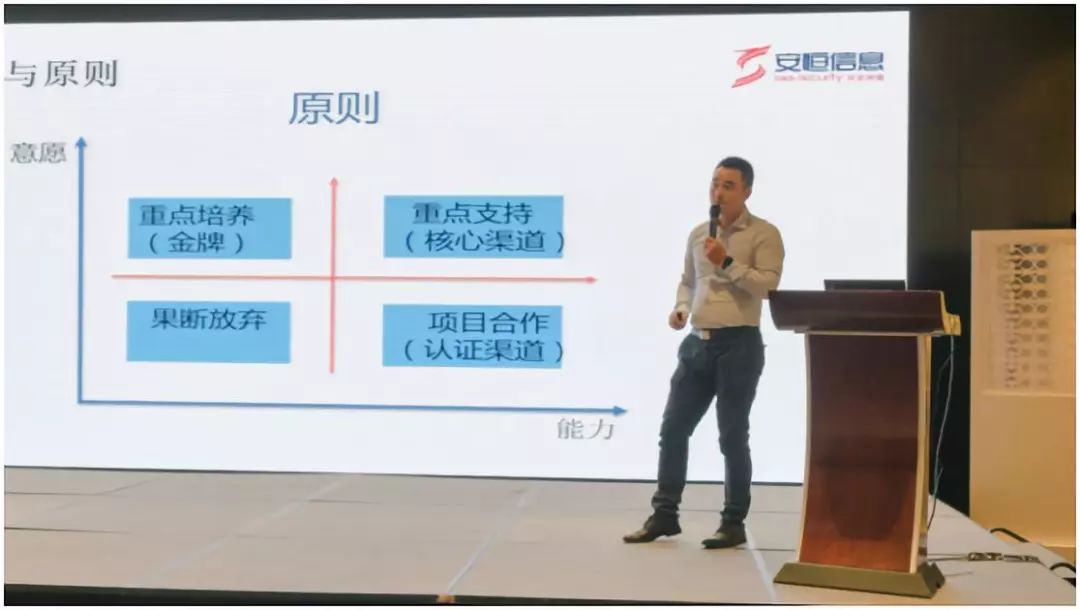 与原则
安恒信息
原则
意愿
重点培养
（金牌）
重点支持
（核心渠道）
果断放弃
项目合作
（认证渠道）
能力